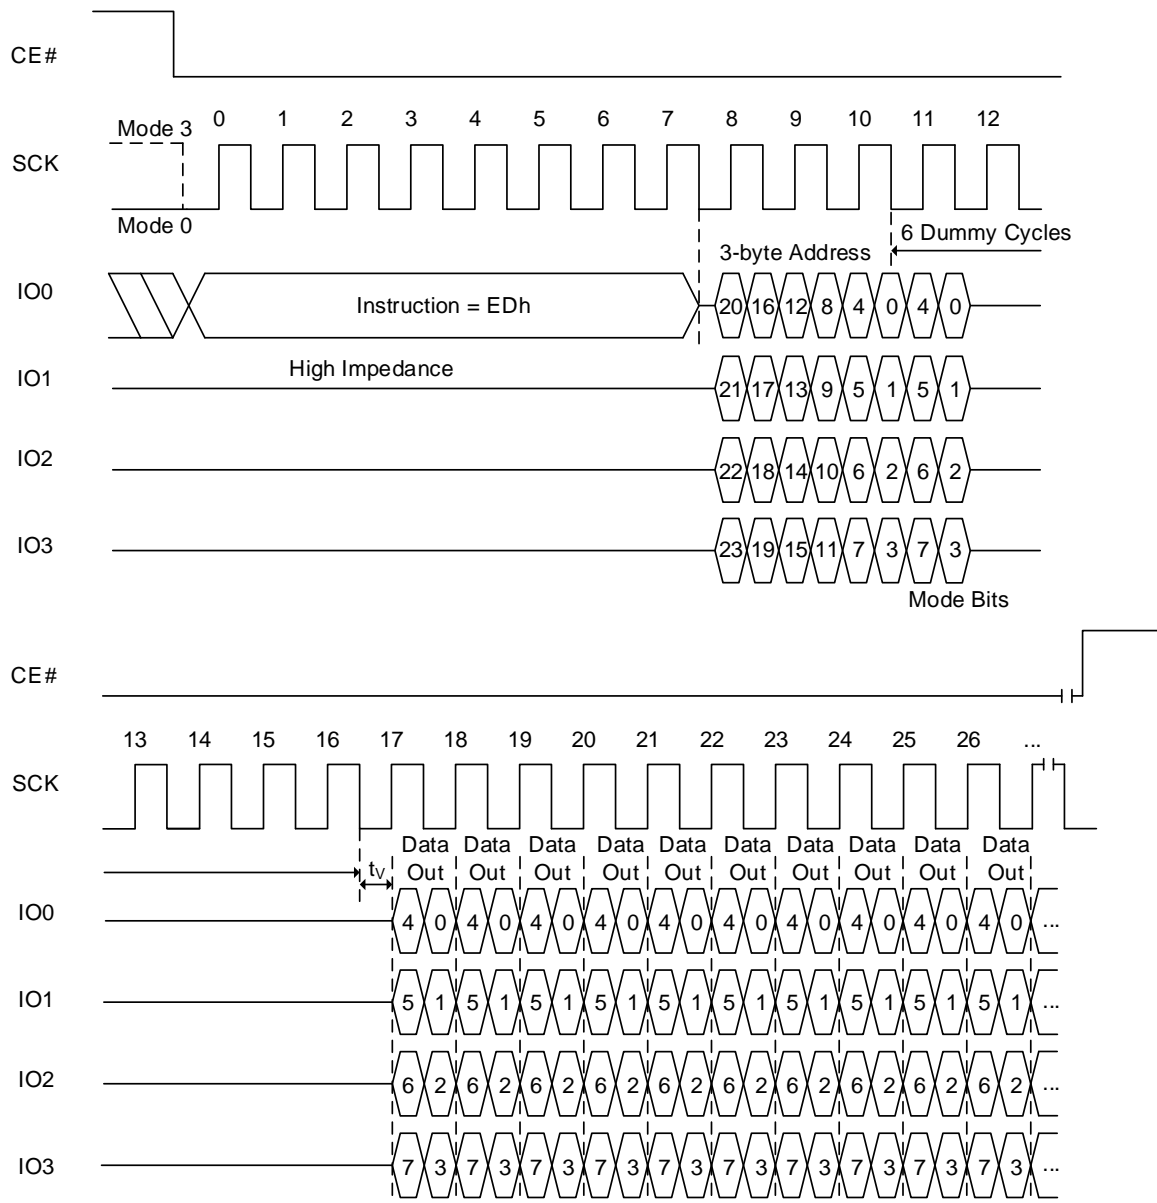 CE#
0 1 2 3 4 5 6 7 8 9 10 11 12
Mode 3
SCK
Mode 0
6 Dummy Cycles
3-byte Address
IO0 Instruction = EDh 20 16 12 8 4 0 4 0
High Impedance
IO1 21 17 13 9 5 1 5 1
IO2 22 18 14 10 6 2 6 2
IO3 23 19 15 11 7 3 7 3
Mode Bits
CE#
13 14 15 16 17 18 19 20 21 22 23 24 25 26 ...
SCK
Data Data Data Data Data Data Data Data Data Data
tV Out Out Out Out Out Out Out Out Out Out
IO0 4 0 4 0 4 0 4 0 4 0 4 0 4 0 4 0 4 0 4 0 ...
IO1 5 1 5 1 5 1 5 1 5 1 5 1 5 1 5 1 5 1 5 1 ...
IO2 6 2 6 2 6 2 6 2 6 2 6 2 6 2 6 2 6 2 6 2 ...
IO3 7 3 7 3 7 3 7 3 7 3 7 3 7 3 7 3 7 3 7 3 ...